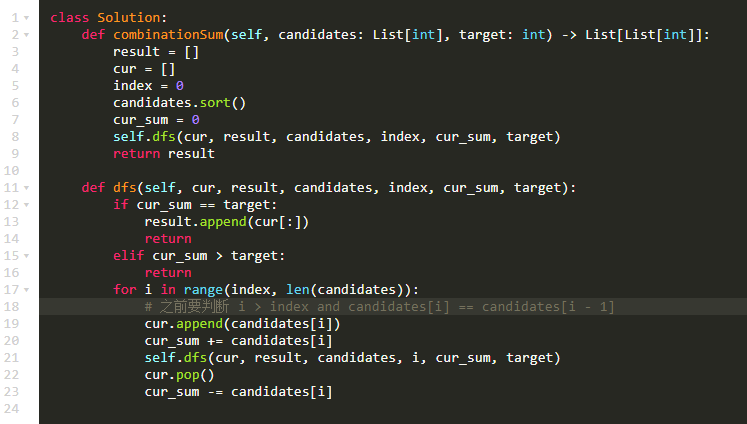 1 class Solution:
2     def combinationSum(self, candidates: List[int], target: int) -> List[List[int]]:
3         result = []
4         cur = []
5         index = 0
6         candidates.sort()
7         cur_sum = 0
8         self.dfs(cur, result, candidates, index, cur_sum, target)
9         return result
10
11     def dfs(self, cur, result, candidates, index, cur_sum, target):
12         if cur_sum == target:
13             result.append(cur[:])
14             return
15         elif cur_sum > target:
16             return
17         for i in range(index, len(candidates)):
18             # 之前要判断 i > index and candidates[i] == candidates[i - 1]
19             cur.append(candidates[i])
20             cur_sum += candidates[i]
21             self.dfs(cur, result, candidates, i, cur_sum, target)
22             cur.pop()
23             cur_sum -= candidates[i]
24